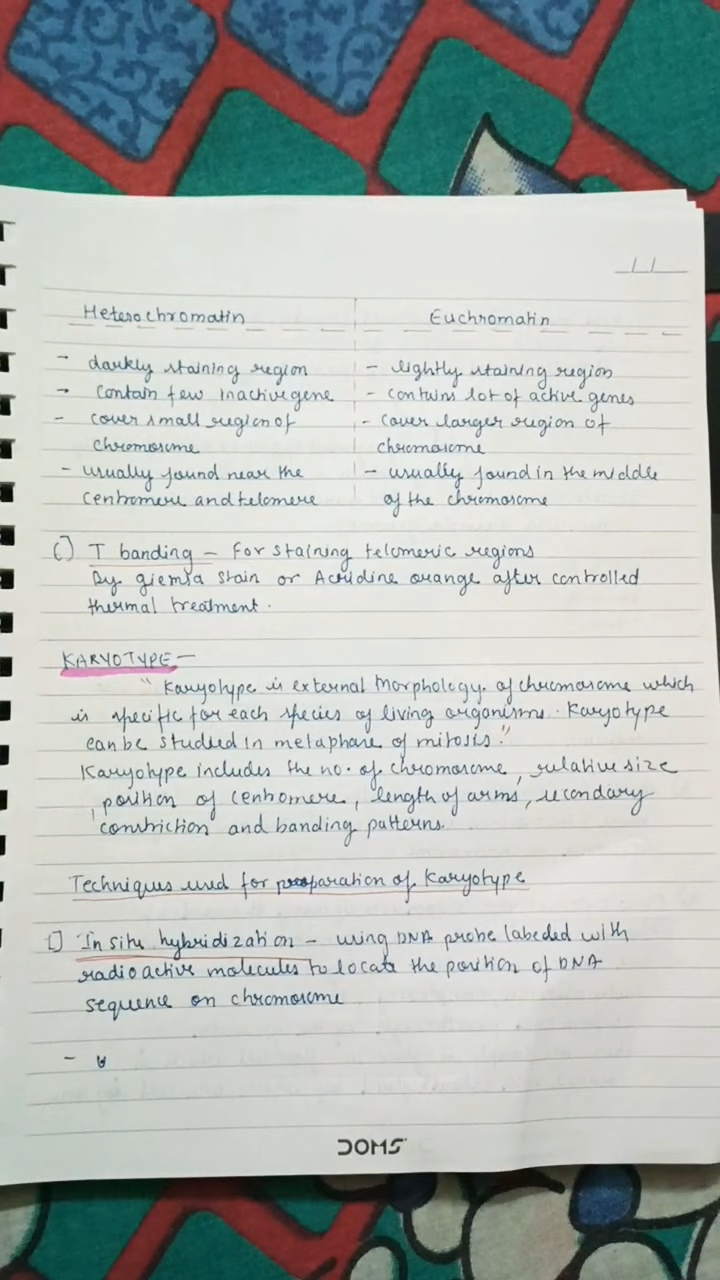 / /
Heterochromatin Euchromatin
- darkly staining region - lightly staining region
- contain few inactive gene - contains lot of active genes
- cover small region of - cover larger region of
chromosome chromosome
- usually found near the - usually found in the middle
centromere and telomere of the chromosome
C] T banding - For staining telomeric regions
By giemsa stain or Acridine orange after controlled
thermal treatment.
KARYOTYPE -
" Karyotype is external morphology. of chromosome which
is specific for each species of living organisms. Karyotype
can be studied in metaphase of mitosis."
Karyotype includes the no. of chromosome, relative size
, position of centromere, length of arms, secondary
constriction and banding patterns.
Techniques used for preparation of Karyotype
In situ hybridization - using DNA probe labeded with
radioactive molecules to locate the position of DNA
sequence on chromosome
-
DOMS